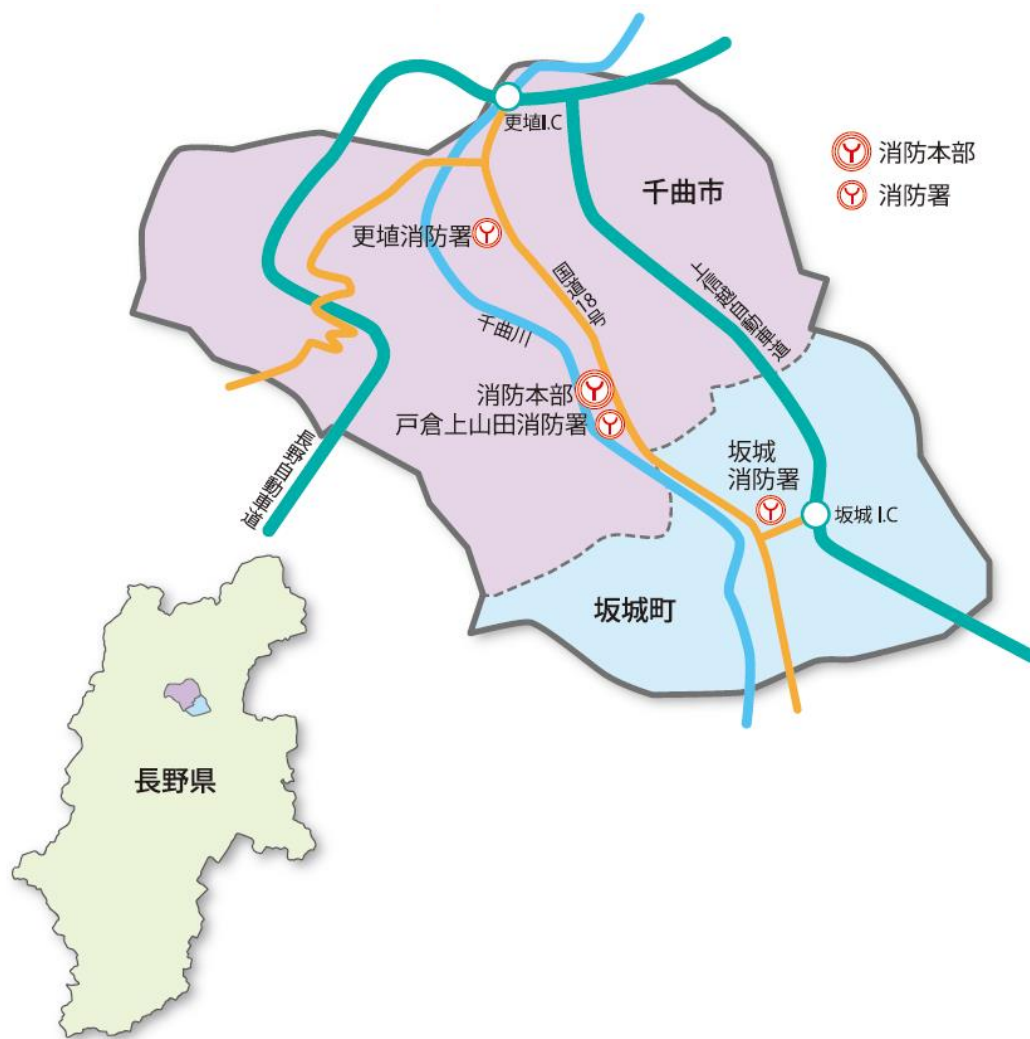 更埴I.C
消防本部
消防署
千曲市
更埴消防署
国道18号
上信越自動車道
千曲川
消防本部
戸倉上山田消防署
坂城
消防署
長野自動車道
坂城 I.C
坂城町
長野県